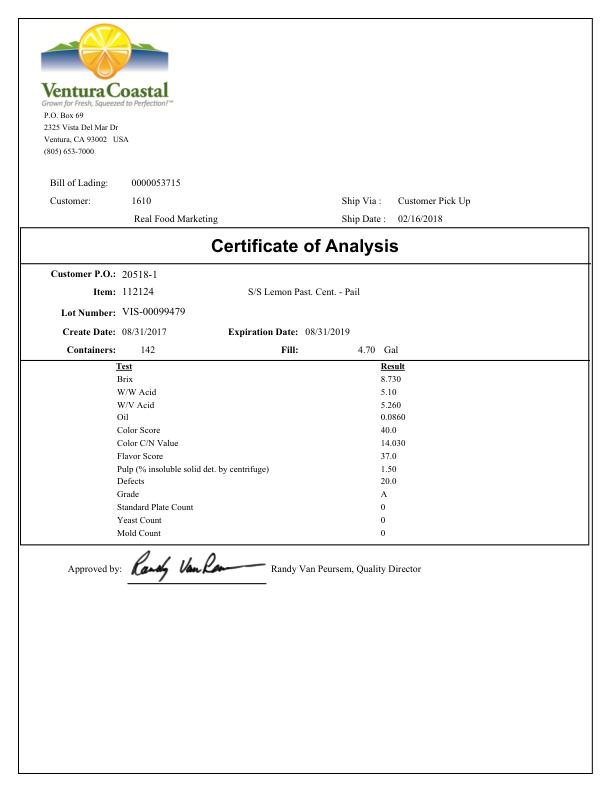 VenturaCoastal
Grown for Fresh, Squeezed to Perfection!™
P.O. Box 69
2325 Vista Del Mar Dr
Ventura, CA 93002 USA
(805) 653-7000
Bill of Lading: 0000053715
Customer: 1610 Ship Via : Customer Pick Up
Real Food Marketing Ship Date : 02/16/2018
Certificate of Analysis
Customer P.O.: 20518-1
Item: 112124 S/S Lemon Past. Cent. - Pail
Lot Number: VIS-00099479
Create Date: 08/31/2017 Expiration Date: 08/31/2019
Containers: 142 Fill: 4.70 Gal
Test Result
Brix 8.730
W/W Acid 5.10
W/V Acid 5.260
Oil 0.0860
Color Score 40.0
Color C/N Value 14.030
Flavor Score 37.0
Pulp (% insoluble solid det. by centrifuge) 1.50
Defects 20.0
Grade A
Standard Plate Count 0
Yeast Count 0
Mold Count 0
Approved by: Randy Van Randy Van Peursem, Quality Director